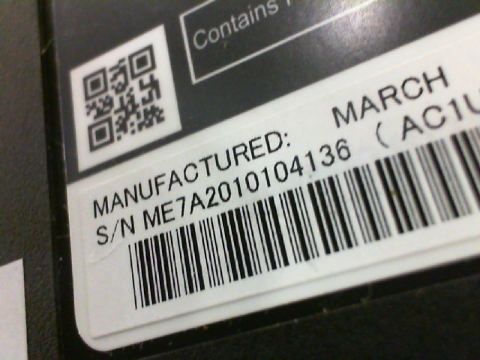 Contains
MANUFACTURED: MARCH
S/N ME7A2010104136 ( AC1U